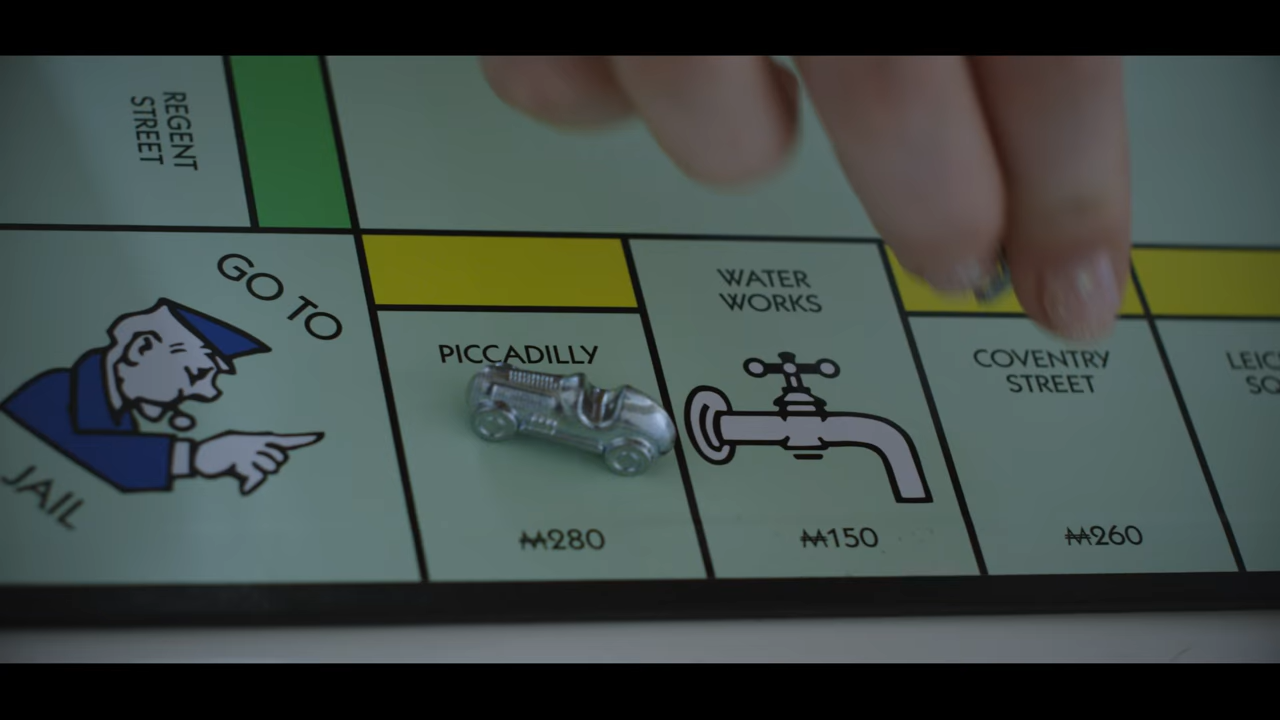 REGENT
STREET
GO TO
JAIL
PICCADILLY
₩280
WATER
WORKS
₩150
COVENTRY
STREET
₩260